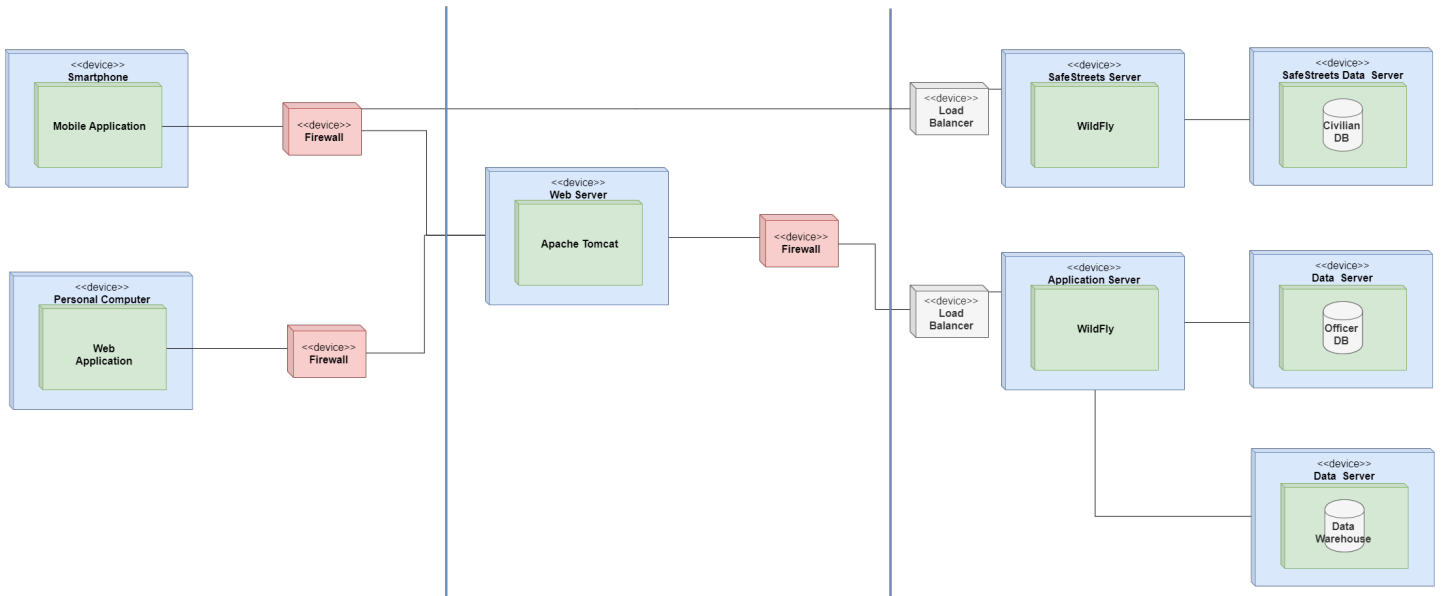 <<device>>
Smartphone
Mobile Application
<<device>>
Firewall
<<device>>
Personal Computer
Web
Application
<<device>>
Firewall
<<device>>
Web Server
Apache Tomcat
<<device>>
Firewall
<<device>>
Load
Balancer
<<device>>
SafeStreets Server
WildFly
<<device>>
SafeStreets Data Server
Civilian
DB
<<device>>
Load
Balancer
<<device>>
Application Server
WildFly
<<device>>
Data Server
Officer
DB
<<device>>
Data Server
Data
Warehouse